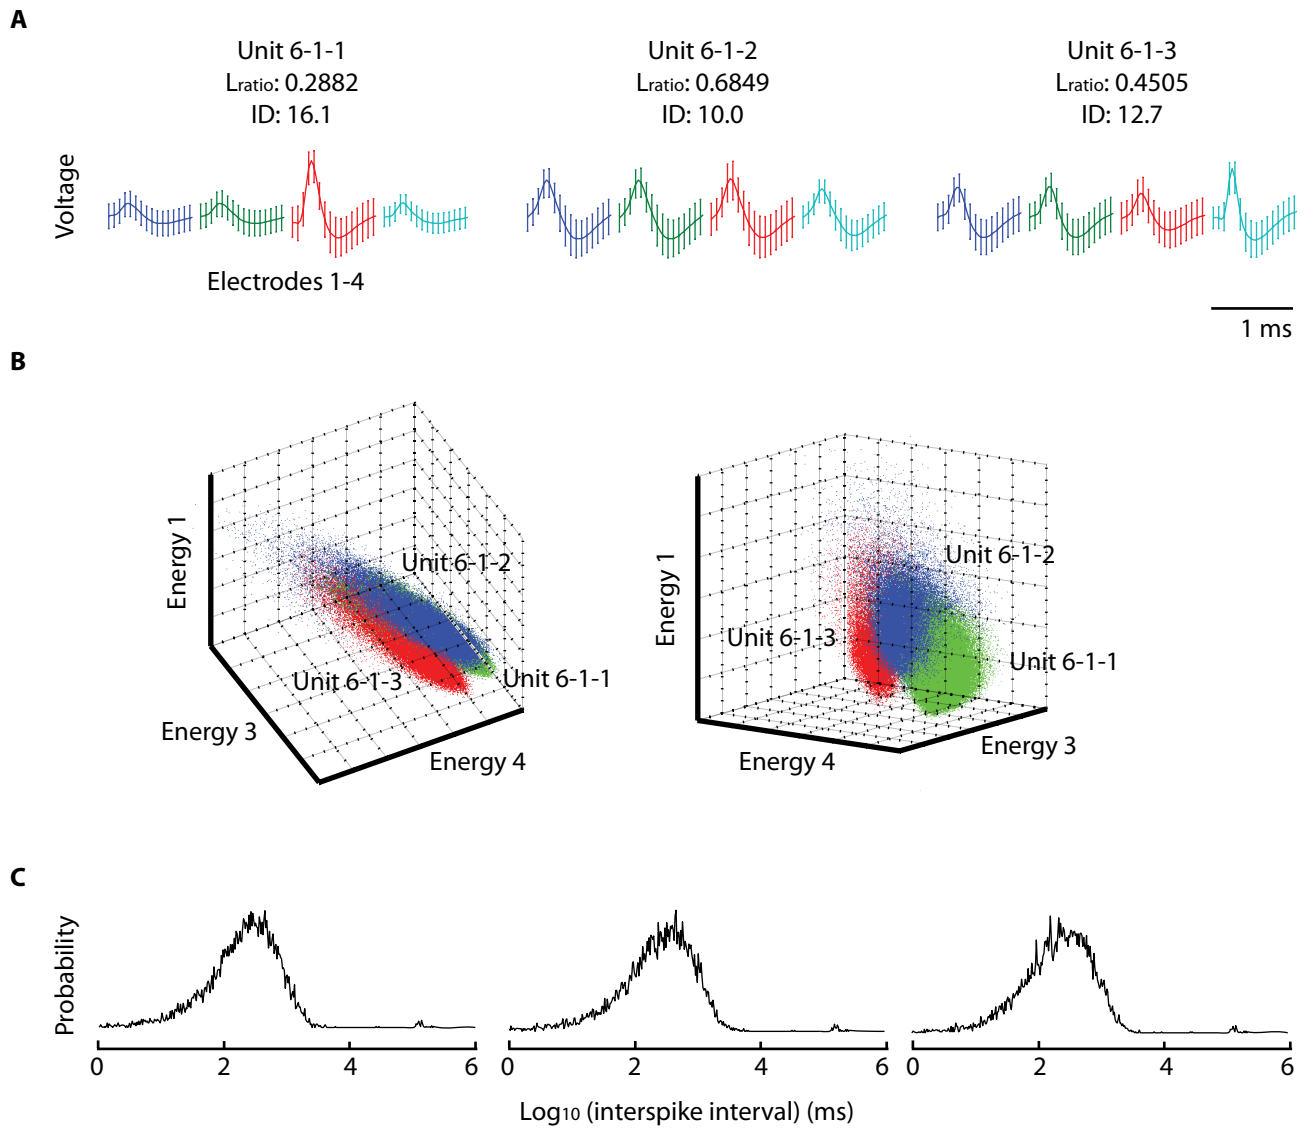 A
Unit 6-1-1
Lratio: 0.2882
ID: 16.1
Unit 6-1-2
Lratio: 0.6849
ID: 10.0
Unit 6-1-3
Lratio: 0.4505
ID: 12.7
Voltage
Electrodes 1-4
1 ms
B
Energy 1
Unit 6-1-2
Unit 6-1-3
Unit 6-1-1
Energy 3
Energy 4
Energy 1
Unit 6-1-2
Unit 6-1-3
Unit 6-1-1
Energy 4
Energy 3
C
Probability
0 2 4 6
0 2 4 6
0 2 4 6
Log10 (interspike interval) (ms)